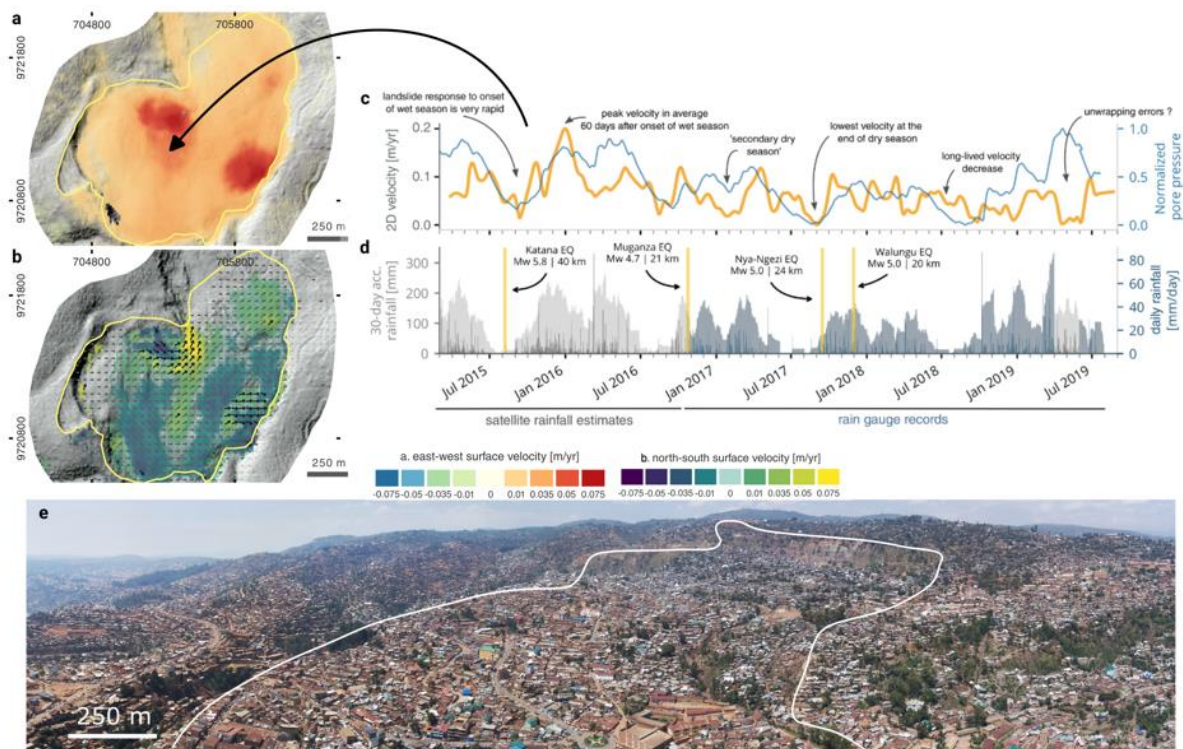 a
704800
705800
9721800
9720800
250 m
b
704800
705800
9721800
9720800
250 m
c
landslide response to onset
of wet season is very rapid
peak velocity in average
60 days after onset of wet season
'secondary dry
season'
lowest velocity at the
end of dry season
long-lived velocity
decrease
unwrapping errors ?
2D velocity [m/yr]
0.2
0.1
0.0
Normalized
pore pressure
1.0
0.5
0.0
d
Katana EQ
Mw 5.8 | 40 km
Muganza EQ
Mw 4.7 | 21 km
Nya-Ngezi EQ
Mw 5.0 | 24 km
Walungu EQ
Mw 5.0 | 20 km
30-day acc.
rainfall [mm]
300
200
100
0
daily rainfall
[mm/day]
80
60
40
20
0
Jul 2015
Jan 2016
Jul 2016
Jan 2017
Jul 2017
Jan 2018
Jul 2018
Jan 2019
Jul 2019
satellite rainfall estimates
rain gauge records
a. east-west surface velocity [m/yr]
-0.075 -0.05 -0.035 -0.01 0 0.01 0.035 0.05 0.075
b. north-south surface velocity [m/yr]
-0.075 -0.05 -0.035 -0.01 0 0.01 0.035 0.05 0.075
e
250 m